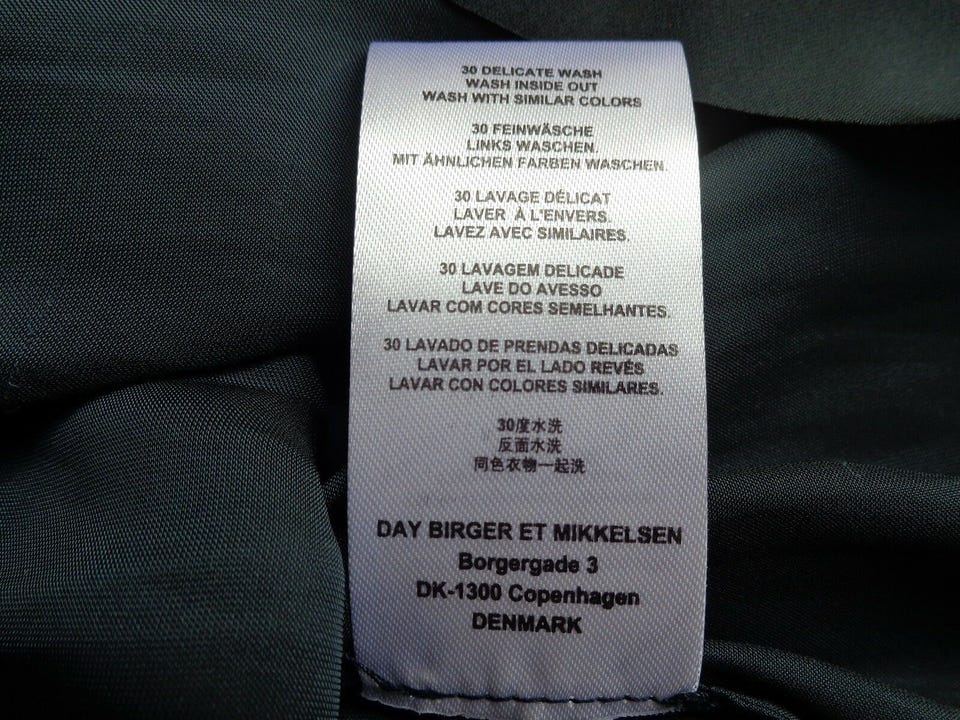 30 DELICATE WASH
WASH INSIDE OUT
WASH WITH SIMILAR COLORS
30 FEINWÄSCHE
LINKS WASCHEN.
MIT ÄHNLICHEN FARBEN WASCHEN.
30 LAVAGE DÉLICAT
LAVER À L'ENVERS.
LAVEZ AVEC SIMILAIRES.
30 LAVAGEM DELICADE
LAVE DO AVESSO
LAVAR COM CORES SEMELHANTES.
30 LAVADO DE PRENDAS DELICADAS
LAVAR POR EL LADO REVÉS
LAVAR CON COLORES SIMILARES.
30度水洗
反面水洗
同色衣物一起洗
DAY BIRGER ET MIKKELSEN
Borgergade 3
DK-1300 Copenhagen
DENMARK